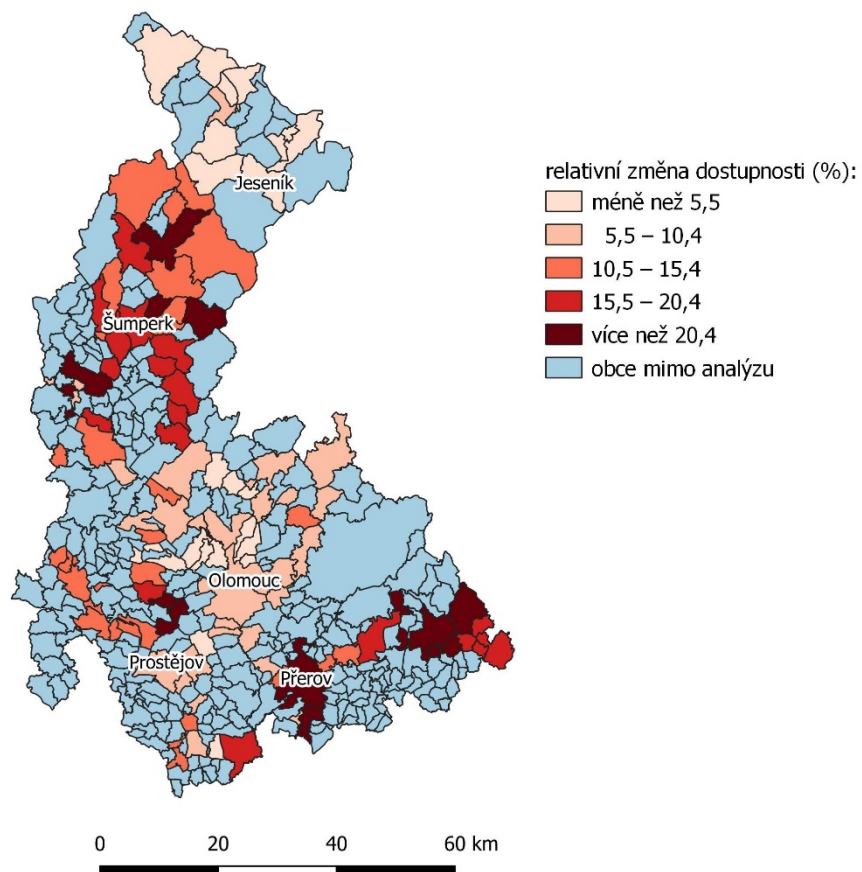 Jeseník
relativní změna dostupnosti (%):
méně než 5,5
5,5 – 10,4
10,5 – 15,4
15,5 – 20,4
více než 20,4
obce mimo analýzu
Šumperk
Olomouc
Prostějov
Přerov
0 20 40 60 km